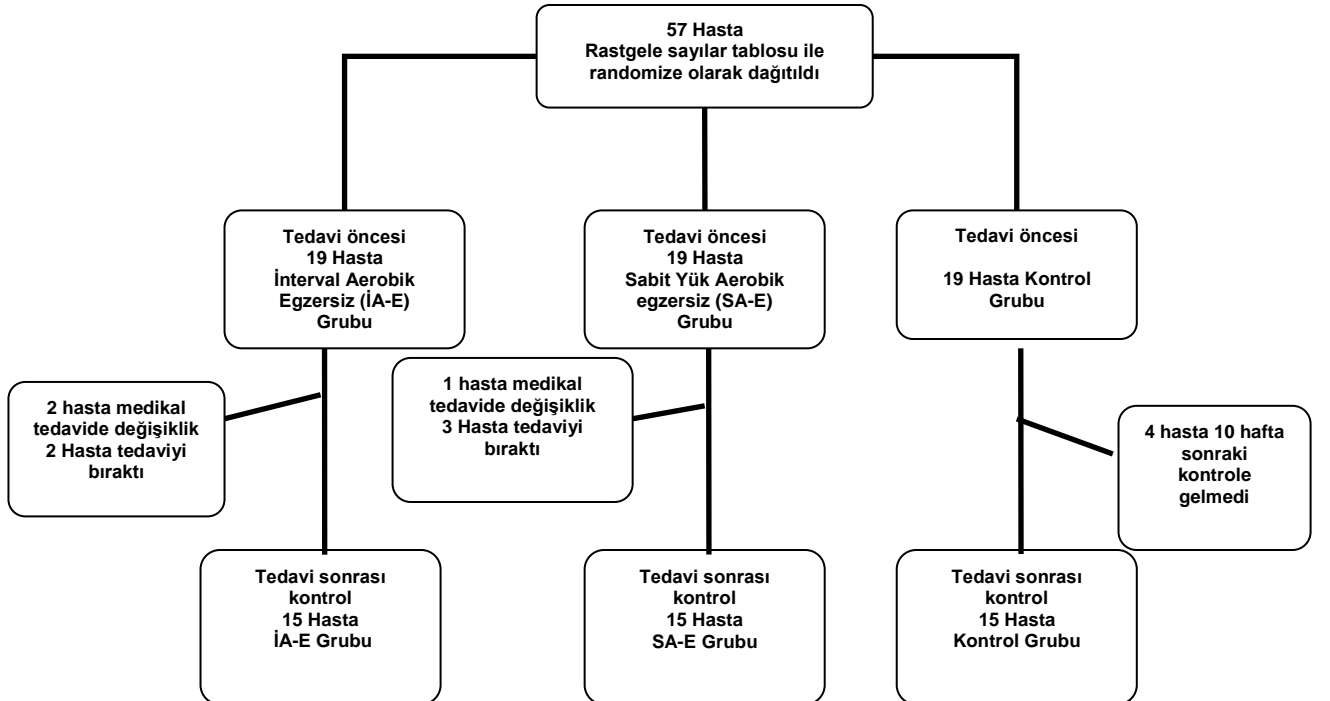 57 Hasta
Rastgele sayılar tablosu ile
randomize olarak dağıtıldı
Tedavi öncesi
19 Hasta
İnterval Aerobik
Egzersiz (İA-E)
Grubu
Tedavi öncesi
19 Hasta
Sabit Yük Aerobik
egzersiz (SA-E)
Grubu
Tedavi öncesi
19 Hasta Kontrol
Grubu
2 hasta medikal
tedavide değişiklik
2 Hasta tedaviyi
bıraktı
1 hasta medikal
tedavide değişiklik
3 Hasta tedaviyi
bıraktı
4 hasta 10 hafta
sonraki
kontrole
gelmedi
Tedavi sonrası
kontrol
15 Hasta
İA-E Grubu
Tedavi sonrası
kontrol
15 Hasta
SA-E Grubu
Tedavi sonrası
kontrol
15 Hasta
Kontrol Grubu